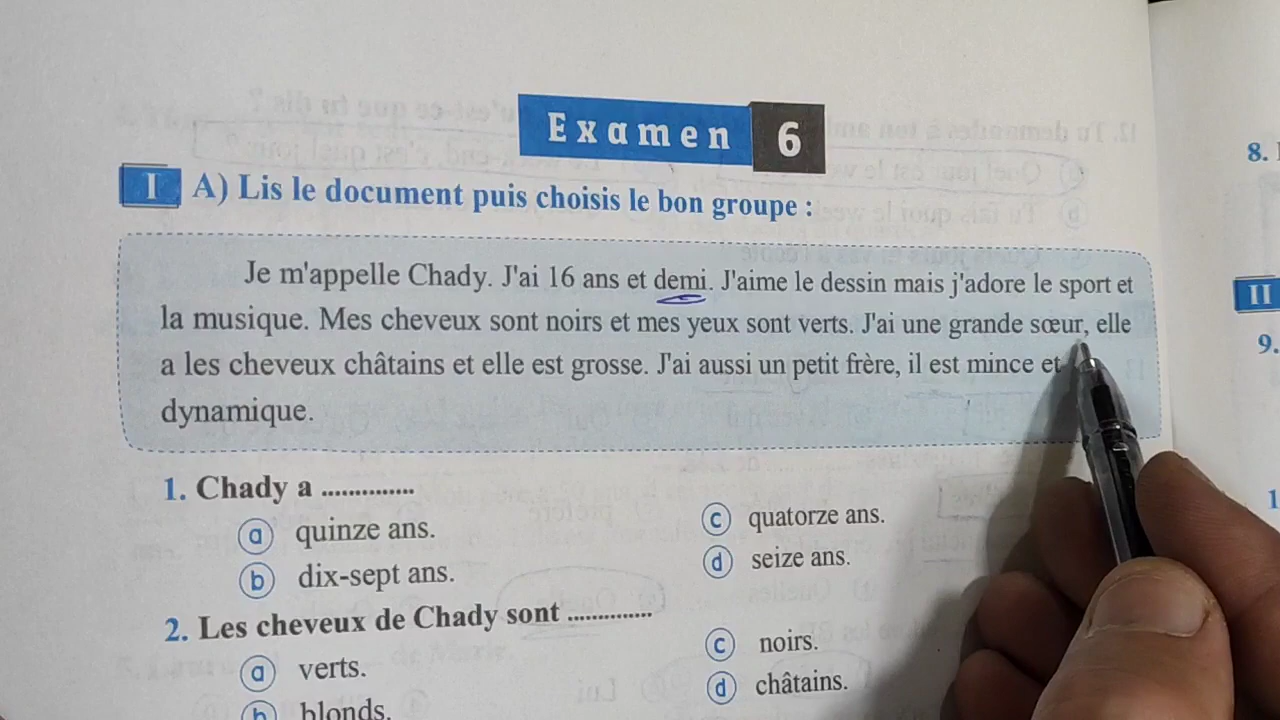 Examen 6
I A) Lis le document puis choisis le bon groupe :
Je m'appelle Chady. J'ai 16 ans et demi. J'aime le dessin mais j'adore le sport et
la musique. Mes cheveux sont noirs et mes yeux sont verts. J'ai une grande sœur, elle
a les cheveux châtains et elle est grosse. J'ai aussi un petit frère, il est mince et
dynamique.
1. Chady a ..............
a quinze ans.
b dix-sept ans.
c quatorze ans.
d seize ans.
2. Les cheveux de Chady sont ..............
a verts.
b blonds.
c noirs.
d châtains.
8.
II
9.